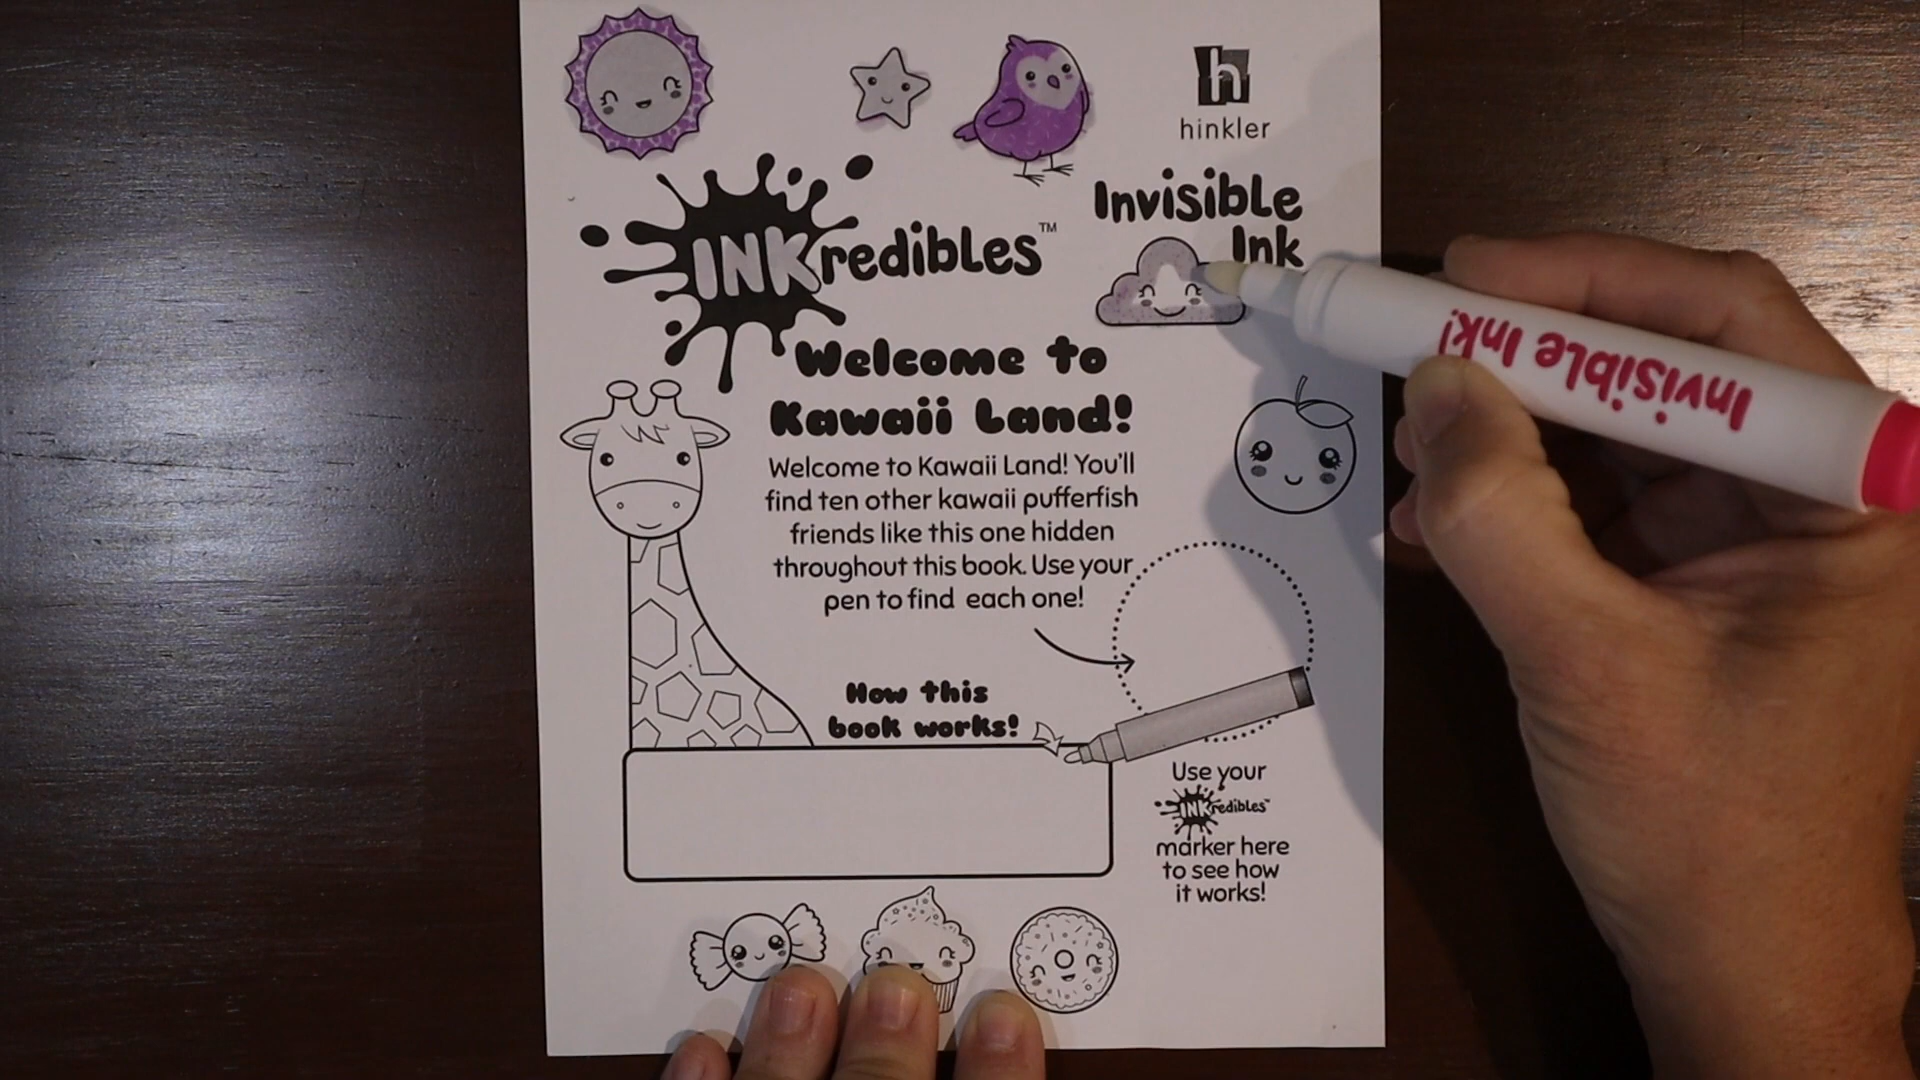 h
hinkler
INKredibles™
Invisible
Ink
Welcome to
Kawaii Land!
Welcome to Kawaii Land! You'll
find ten other kawaii pufferfish
friends like this one hidden
throughout this book. Use your
pen to find each one!
How this
book works!
Use your
INKredibles™
marker here
to see how
it works!
Invisible Ink!